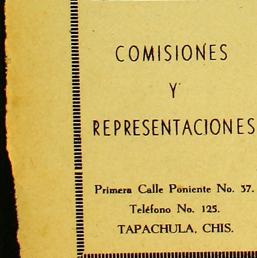 COMISIONES
Y
REPRESENTACIONES
Primera Calle Poniente No. 37.
Teléfono No. 125.
TAPACHULA, CHIS.